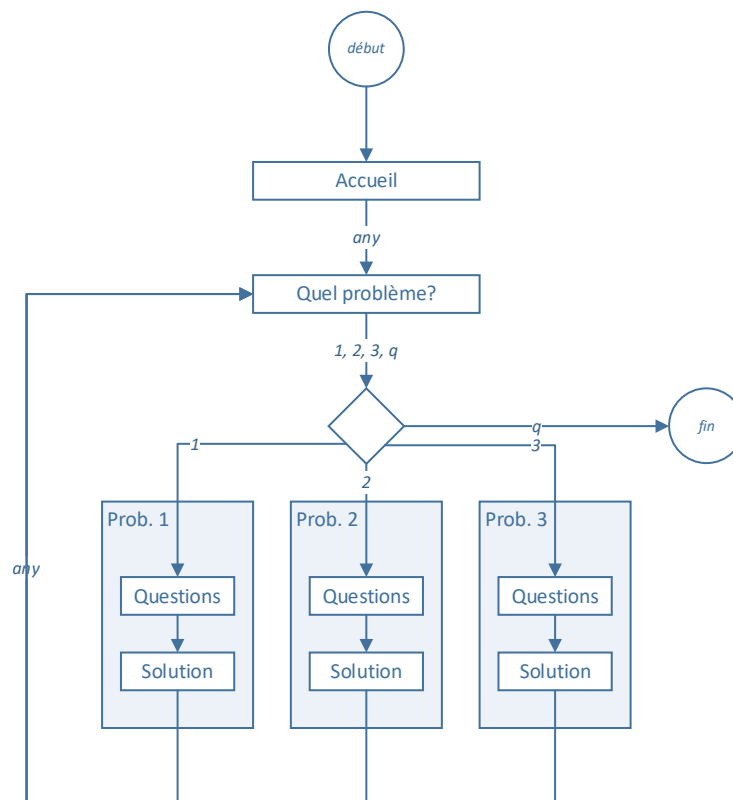 début
Accueil
any
Quel problème?
1, 2, 3, q
q
1
3
2
Prob. 1
Prob. 2
Prob. 3
any
Questions
Questions
Questions
Solution
Solution
Solution
fin